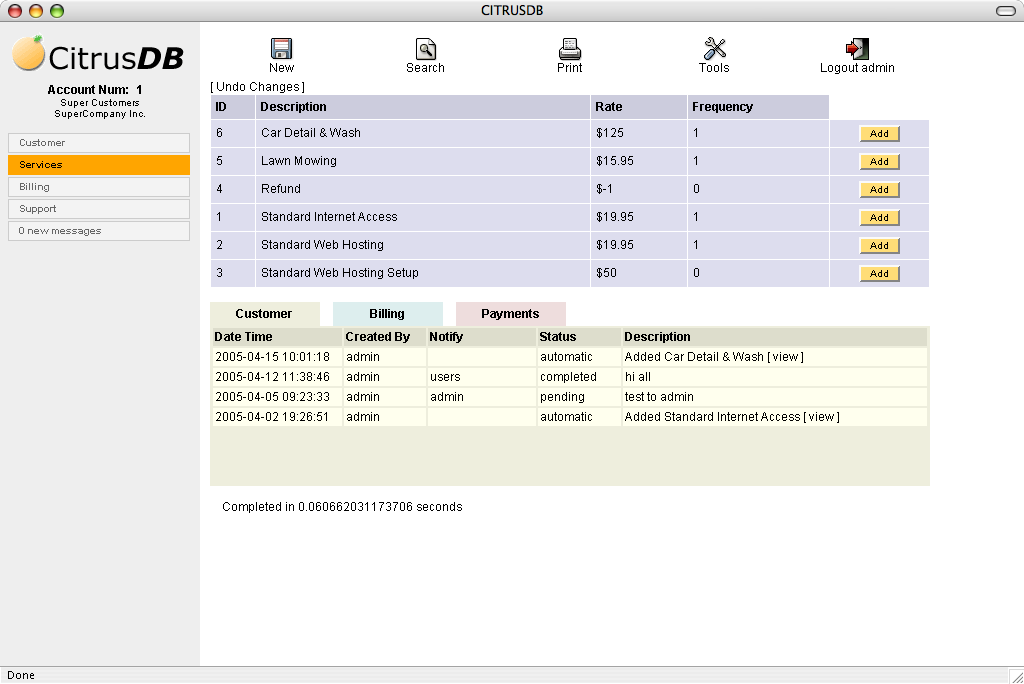 CITRUSDB
CitrusDB
Account Num: 1
Super Customers
SuperCompany Inc.
Customer
Services
Billing
Support
0 new messages
New Search Print Tools Logout admin
[ Undo Changes ]
ID Description Rate Frequency
6 Car Detail & Wash $125 1 Add
5 Lawn Mowing $15.95 1 Add
4 Refund $-1 0 Add
1 Standard Internet Access $19.95 1 Add
2 Standard Web Hosting $19.95 1 Add
3 Standard Web Hosting Setup $50 0 Add
Customer Billing Payments
Date Time Created By Notify Status Description
2005-04-15 10:01:18 admin automatic Added Car Detail & Wash [ view ]
2005-04-12 11:38:46 admin users completed hi all
2005-04-05 09:23:33 admin admin pending test to admin
2005-04-02 19:26:51 admin automatic Added Standard Internet Access [ view ]
Completed in 0.060662031173706 seconds
Done